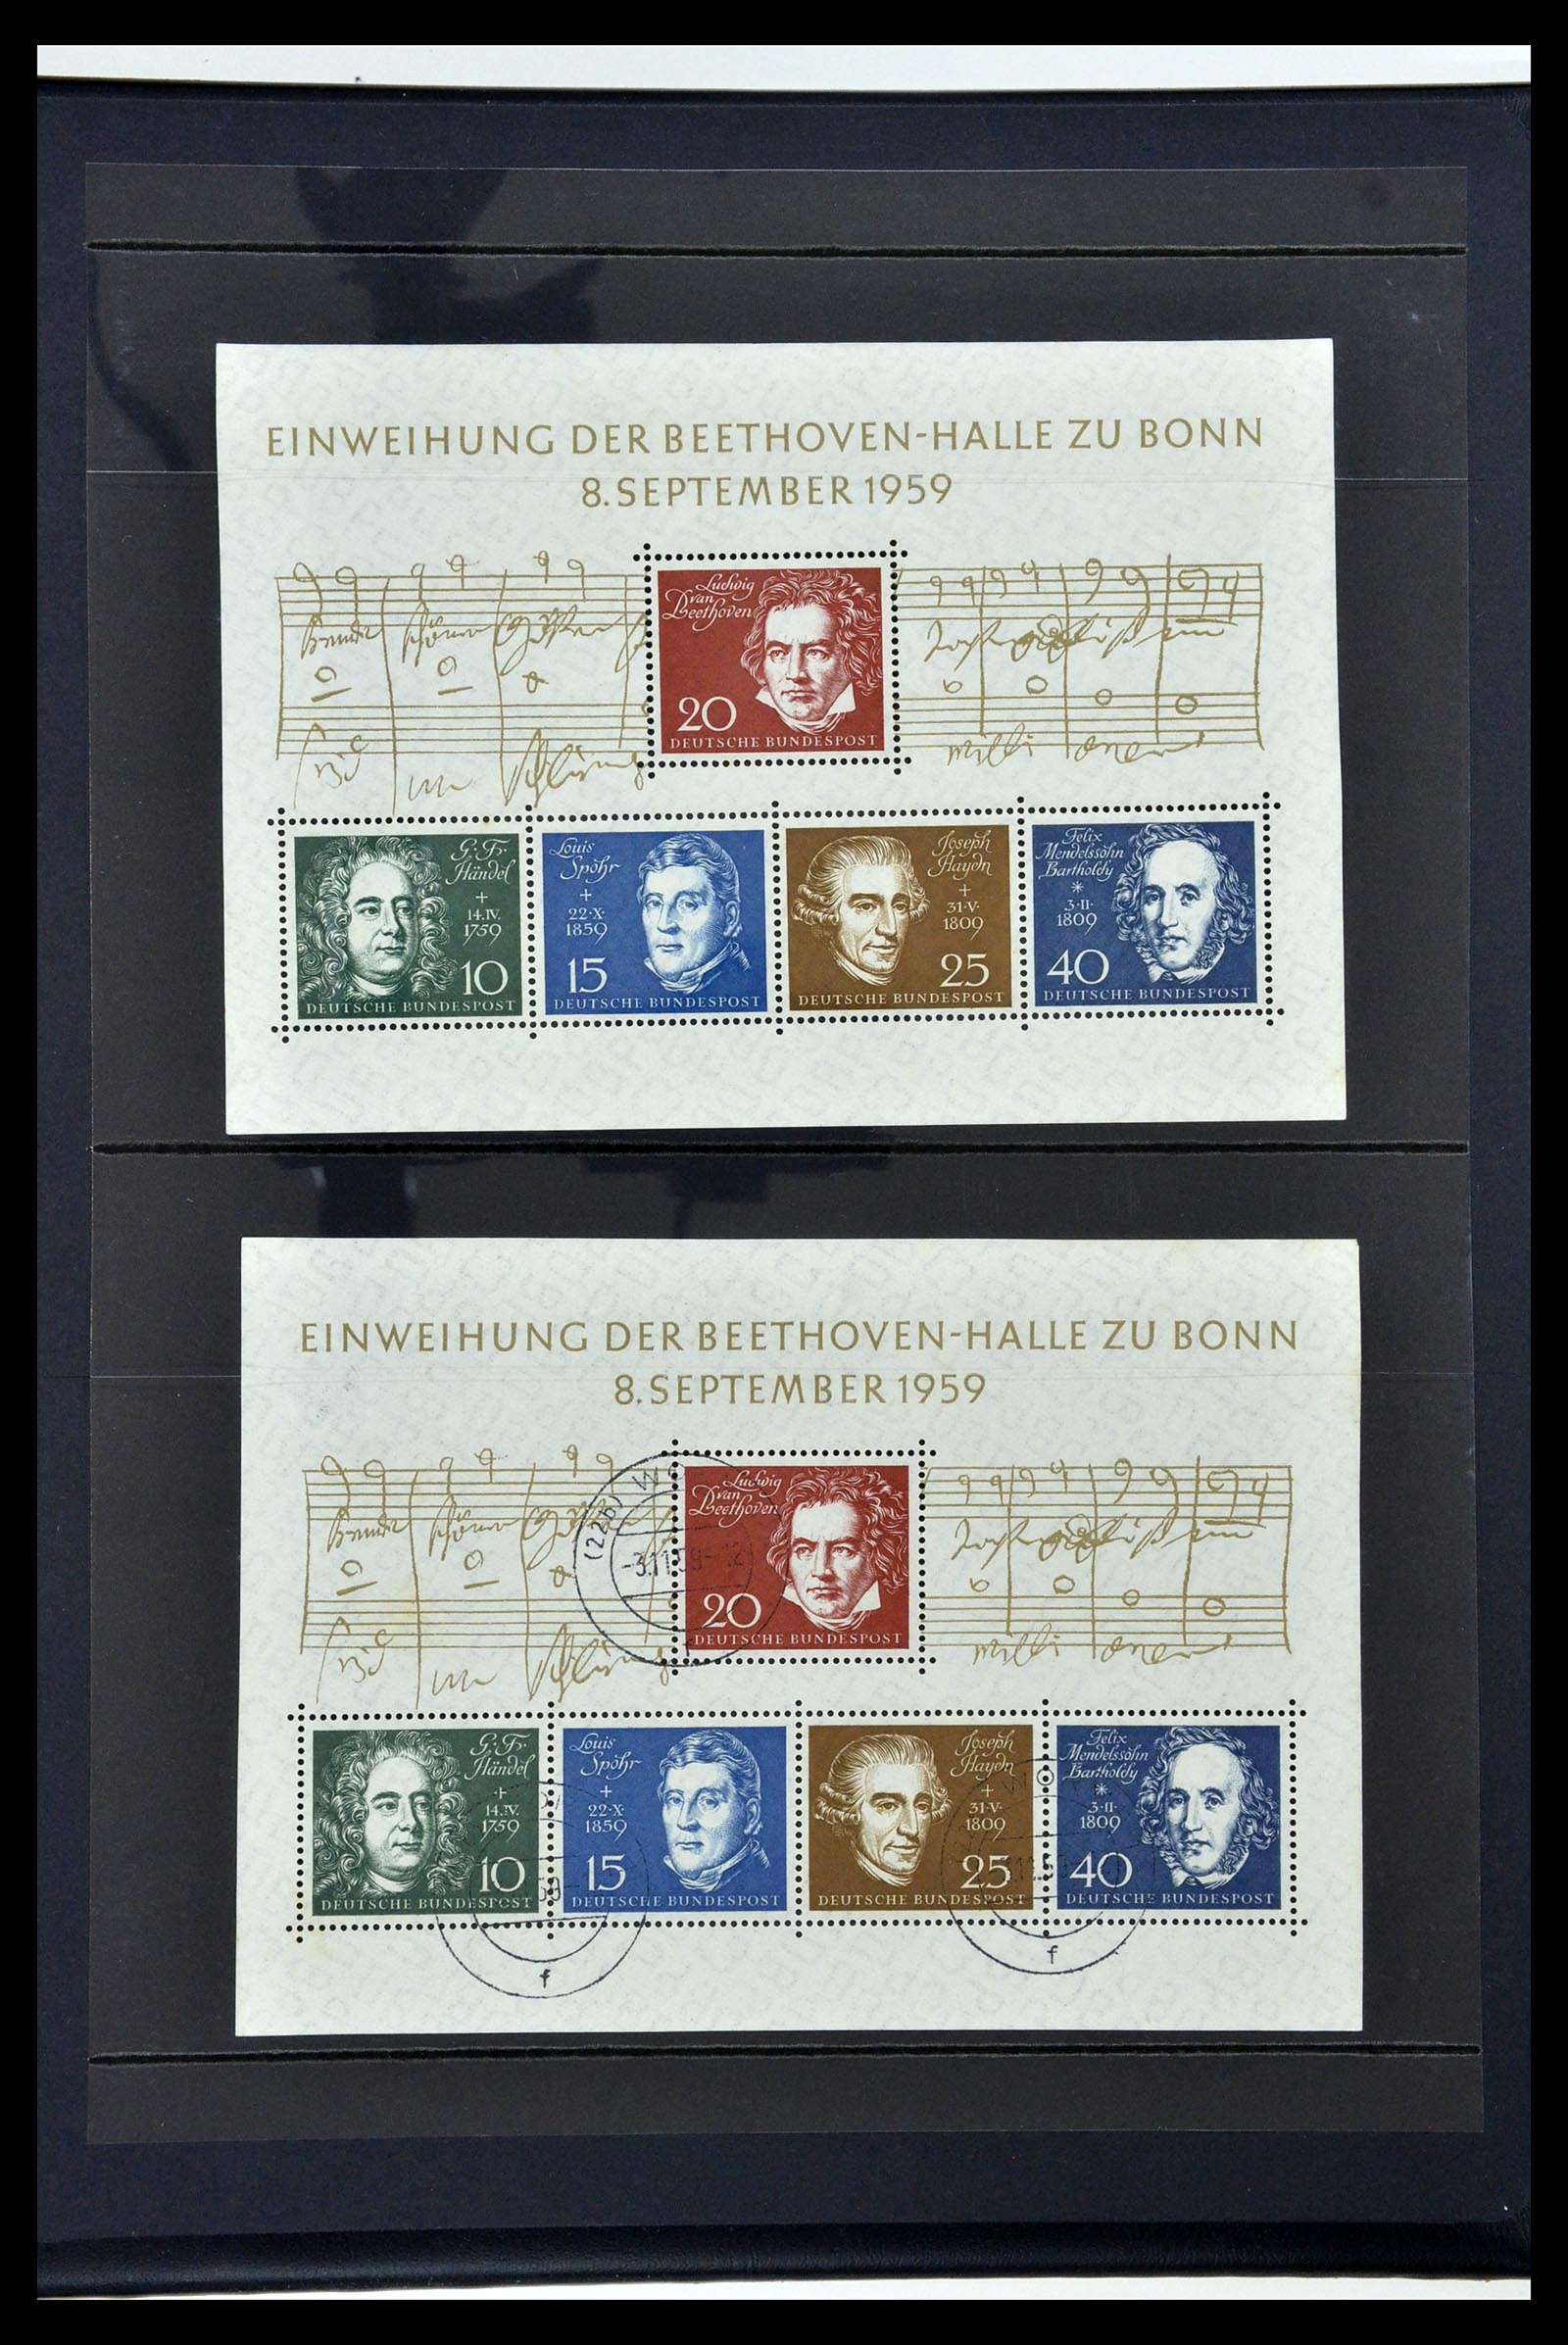 EINWEIHUNG DER BEETHOVEN-HALLE ZU BONN
8. SEPTEMBER 1959
Ludwig
van
Beethoven
20
DEUTSCHE BUNDESPOST
G. Fr.
Händel
+
14.IV.
1759
10
DEUTSCHE BUNDESPOST
Louis
Spohr
+
22·X·
1859
15
DEUTSCHE BUNDESPOST
Joseph
Haydn
+
31·V·
1809
25
DEUTSCHE BUNDESPOST
Felix
Mendelssohn
Bartholdy
*
3·II·
1809
40
DEUTSCHE BUNDESPOST
EINWEIHUNG DER BEETHOVEN-HALLE ZU BONN
8. SEPTEMBER 1959
Ludwig
van
Beethoven
20
DEUTSCHE BUNDESPOST
(22b)
G. Fr.
Händel
+
14.IV.
1759
10
DEUTSCHE BUNDESPOST
Louis
Spohr
+
22·X·
1859
15
DEUTSCHE BUNDESPOST
Joseph
Haydn
+
31·V·
1809
25
DEUTSCHE BUNDESPOST
Felix
Mendelssohn
Bartholdy
*
3·II·
1809
40
DEUTSCHE BUNDESPOST
f
f